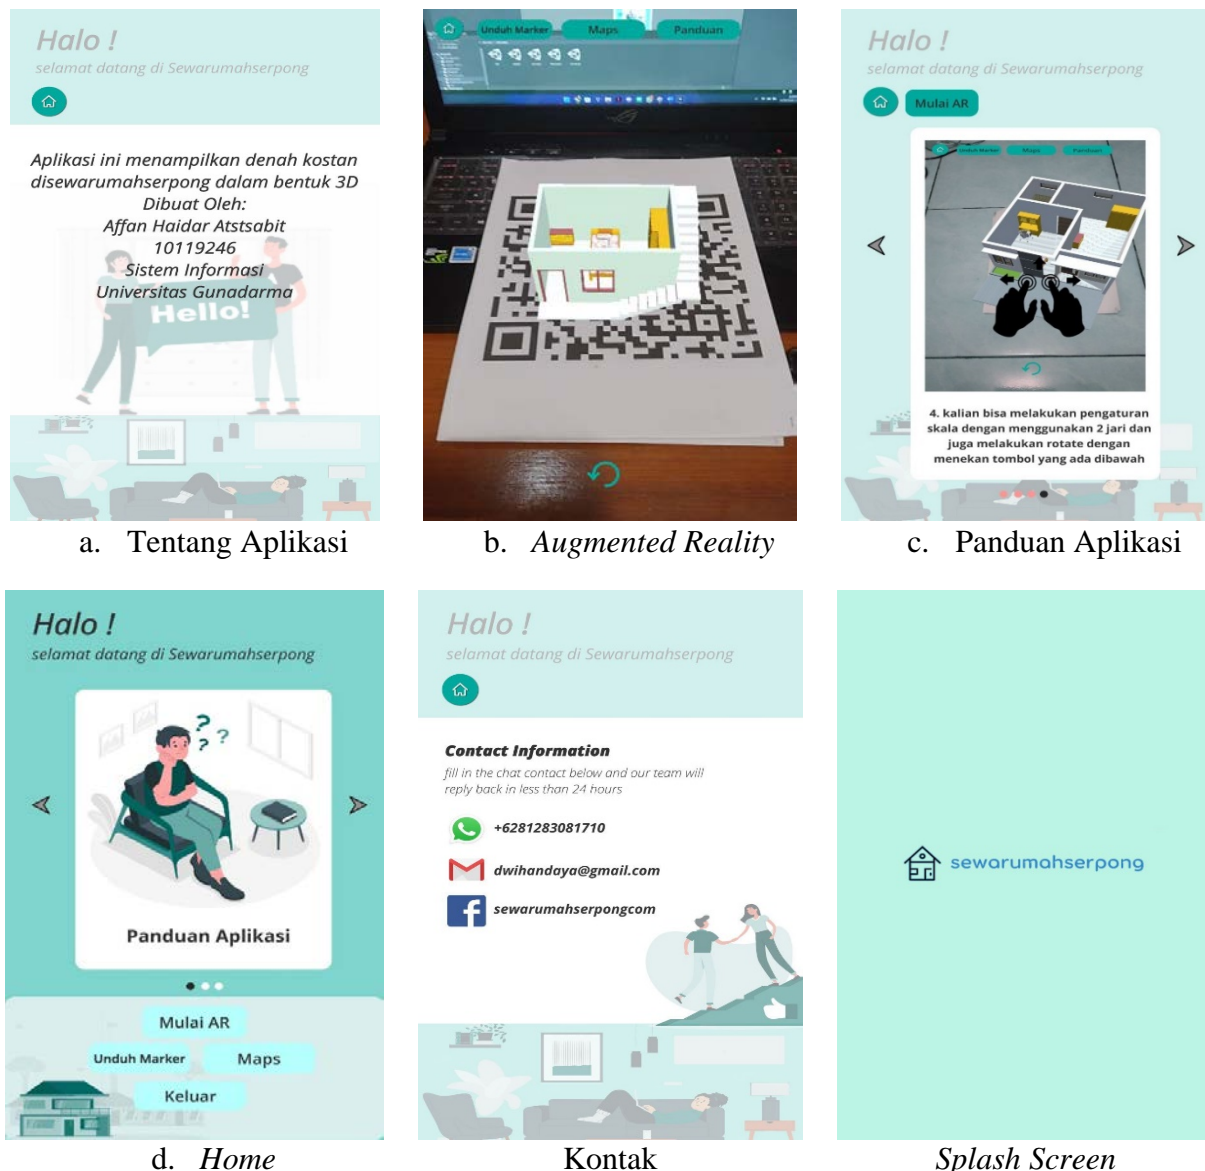 Halo !
selamat datang di Sewarumahserpong
Aplikasi ini menampilkan denah kostan
disewarumahserpong dalam bentuk 3D
Dibuat Oleh:
Affan Haidar Atstsabit
10119246
Sistem Informasi
Universitas Gunadarma
Hello!
a. Tentang Aplikasi
Unduh Marker Maps Panduan
b. Augmented Reality
Halo !
selamat datang di Sewarumahserpong
Mulai AR
Unduh Marker Maps Panduan
4. kalian bisa melakukan pengaturan
skala dengan menggunakan 2 jari dan
juga melakukan rotate dengan
menekan tombol yang ada dibawah
c. Panduan Aplikasi
Halo !
selamat datang di Sewarumahserpong
???
Panduan Aplikasi
Mulai AR
Unduh Marker Maps
Keluar
d. Home
Halo !
selamat datang di Sewarumahserpong
Contact Information
fill in the chat contact below and our team will
reply back in less than 24 hours
+6281283081710
dwihandaya@gmail.com
sewarumahserpongcom
Kontak
sewarumahserpong
Splash Screen